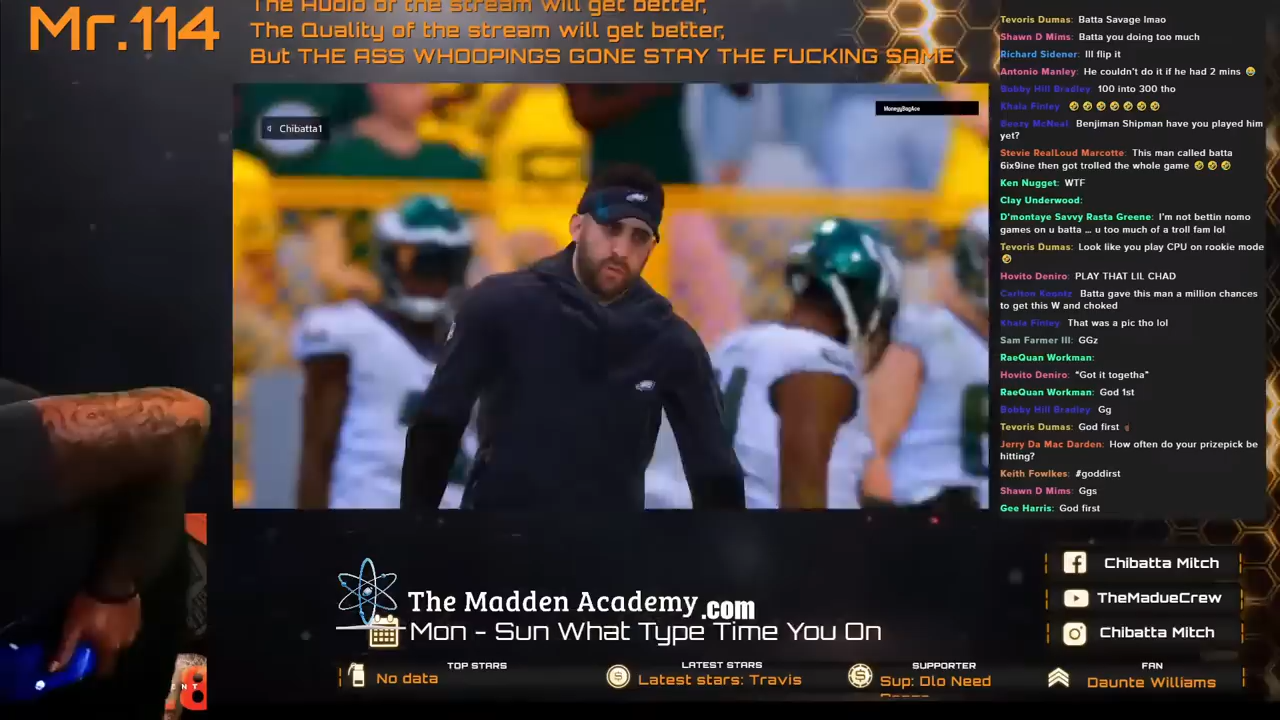 Mr.114
The Audio of the stream will get better,
The Quality of the stream will get better,
But THE ASS WHOOPINGS GONE STAY THE FUCKING SAME
Chibatta1
MoneyyBagAce
Tevoris Dumas: Batta Savage lmao
Shawn D Mims: Batta you doing too much
Richard Sidener: Ill flip it
Antonio Manley: He couldn't do it if he had 2 mins 😂
Bubby Hill Bradley: 100 into 300 tho
Khala Finley: 🤣🤣🤣🤣🤣🤣🤣
Beezy McNeal: Benjiman Shipman have you played him
yet?
Stevie RealLoud Marcotte: This man called batta
6ix9ine then got trolled the whole game 🤣 🤣 🤣
Ken Nugget: WTF
Clay Underwood:
D'montaye Savvy Rasta Greene: I'm not bettin nomo
games on u batta … u too much of a troll fam lol
Tevoris Dumas: Look like you play CPU on rookie mode
🤣
Hovito Deniro: PLAY THAT LIL CHAD
Carlton Koontz: Batta gave this man a million chances
to get this W and choked
Khala Finley: That was a pic tho lol
Sam Farmer III: GGz
RaeQuan Workman:
Hovito Deniro: "Got it togetha"
RaeQuan Workman: God 1st
Bobby Hill Bradley: Gg
Tevoris Dumas: God first ☝
Jerry Da Mac Darden: How often do your prizepick be
hitting?
Keith Fowlkes: #goddirst
Shawn D Mims: Ggs
Gee Harris: God first
The Madden Academy.com
Mon - Sun What Type Time You On
Chibatta Mitch
TheMadueCrew
Chibatta Mitch
TOP STARS
No data
LATEST STARS
Latest stars: Travis
SUPPORTER
Sup: Dlo Need
FAN
Daunte Williams